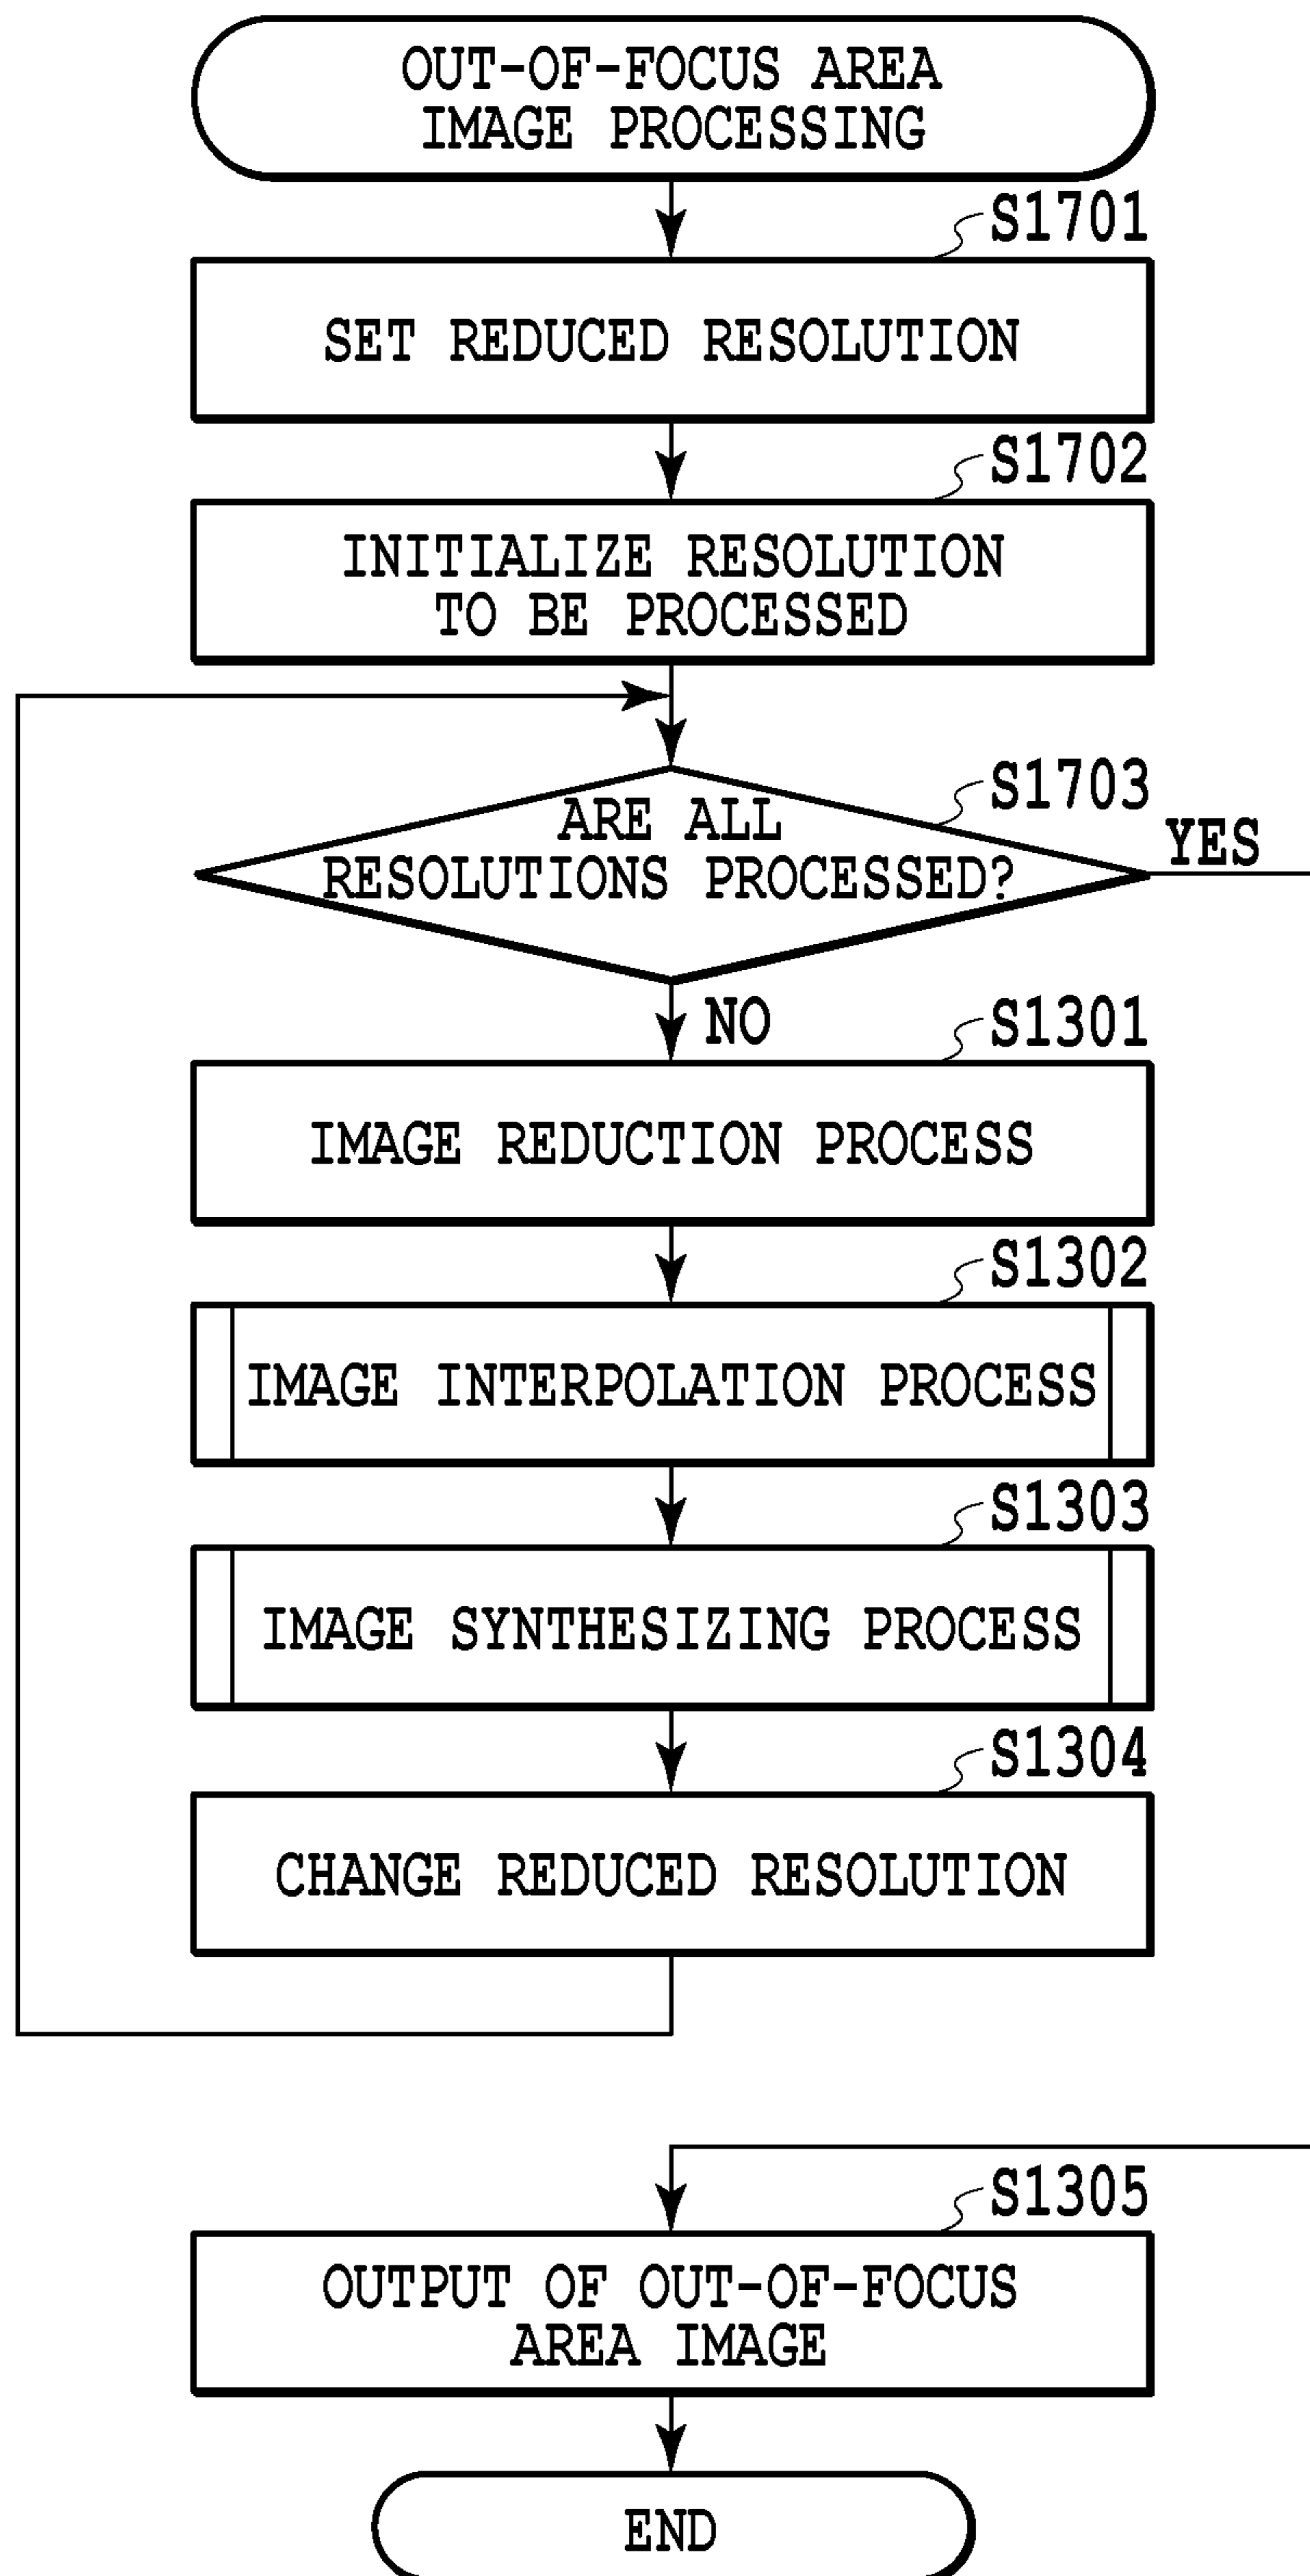 OUT-OF-FOCUS AREA
IMAGE PROCESSING
S1701
SET REDUCED RESOLUTION
S1702
INITIALIZE RESOLUTION
TO BE PROCESSED
S1703
ARE ALL
RESOLUTIONS PROCESSED?
YES
NO
S1301
IMAGE REDUCTION PROCESS
S1302
IMAGE INTERPOLATION PROCESS
S1303
IMAGE SYNTHESIZING PROCESS
S1304
CHANGE REDUCED RESOLUTION
S1305
OUTPUT OF OUT-OF-FOCUS
AREA IMAGE
END